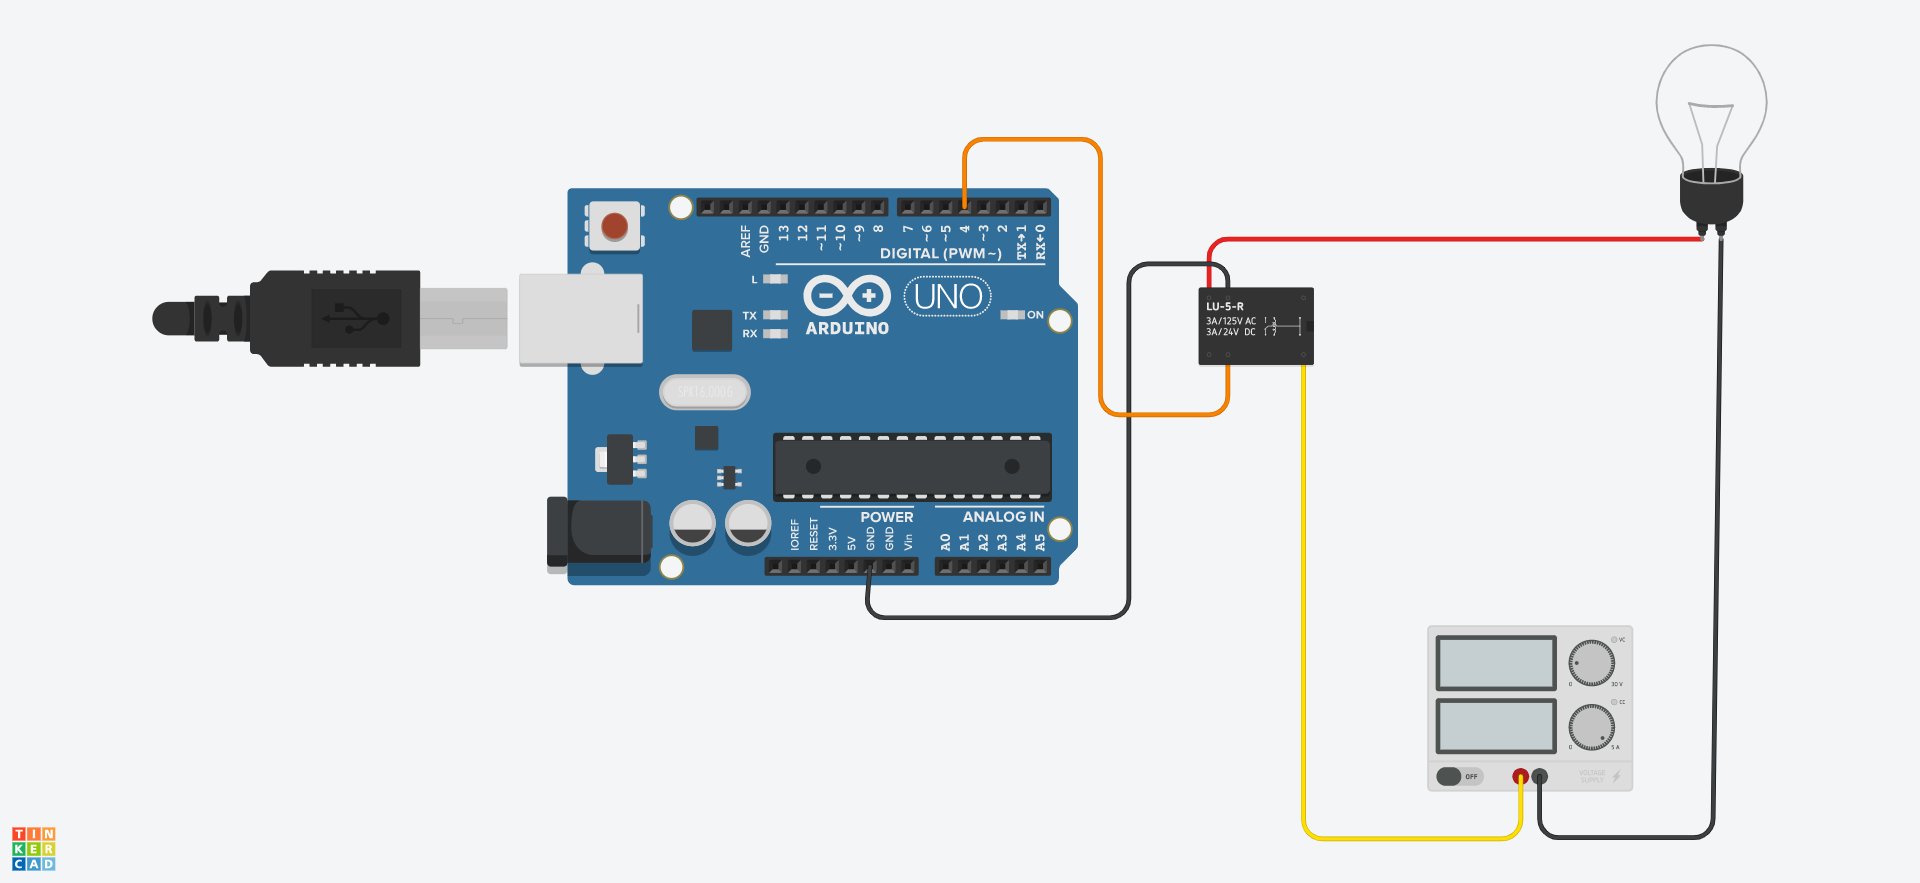 AREF
GND
13
12
~11
~10
~9
8
7
~6
~5
4
~3
2
TX→1
RX←0
DIGITAL (PWM~)
L
TX
RX
ARDUINO
UNO
ON
SPK16.000G
LU-5-R
3A/125V AC
3A/24V DC
POWER
ANALOG IN
IOREF
RESET
3.3V
5V
GND
GND
Vin
A0
A1
A2
A3
A4
A5
VC
0
30 V
CC
0
5 A
OFF
VOLTAGE
SUPPLY
TIN
KER
CAD